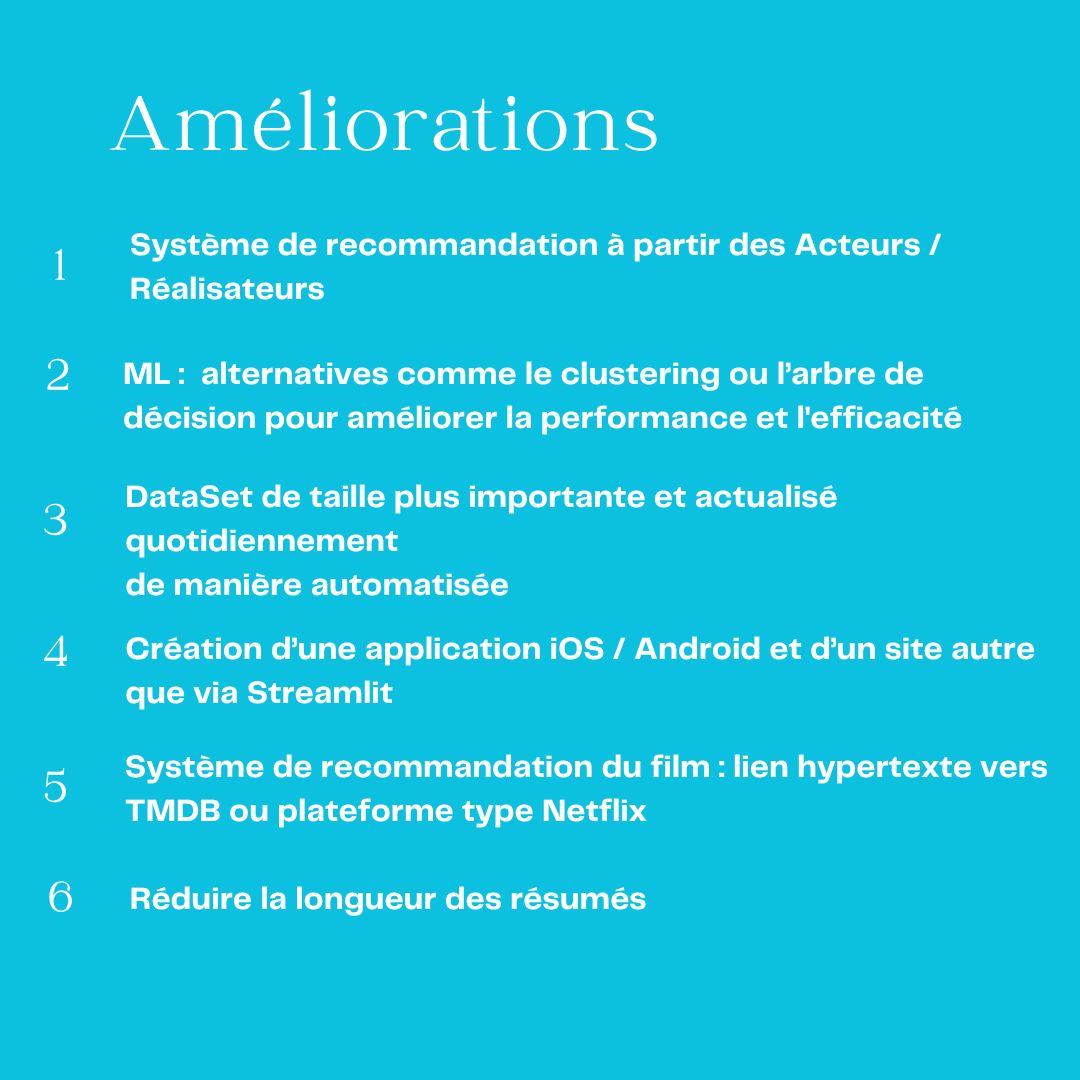 Améliorations
1
Système de recommandation à partir des Acteurs /
Réalisateurs
2
ML :  alternatives comme le clustering ou l’arbre de
décision pour améliorer la performance et l'efficacité
3
DataSet de taille plus importante et actualisé
quotidiennement
de manière automatisée
4
Création d’une application iOS / Android et d’un site autre
que via Streamlit
5
Système de recommandation du film : lien hypertexte vers
TMDB ou plateforme type Netflix
6
Réduire la longueur des résumés